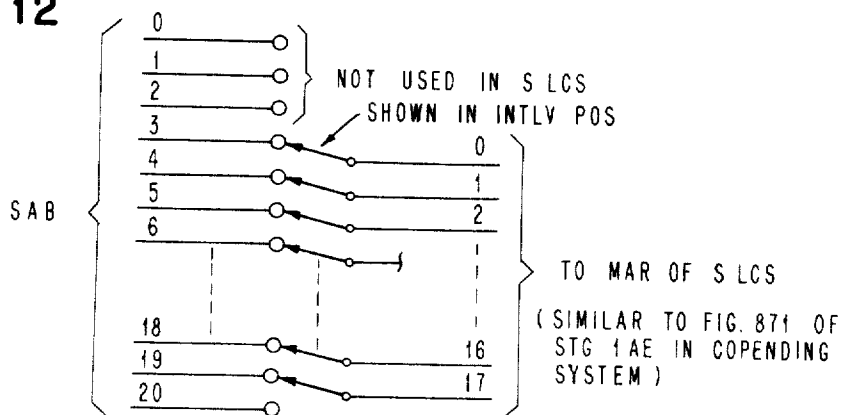 12
0
1
2
NOT USED IN S LCS
SHOWN IN INTLV POS
3
0
4
1
5
2
6
SAB
TO MAR OF S LCS
(SIMILAR TO FIG. 871 OF
STG 1AE IN COPENDING
SYSTEM)
18
16
19
17
20